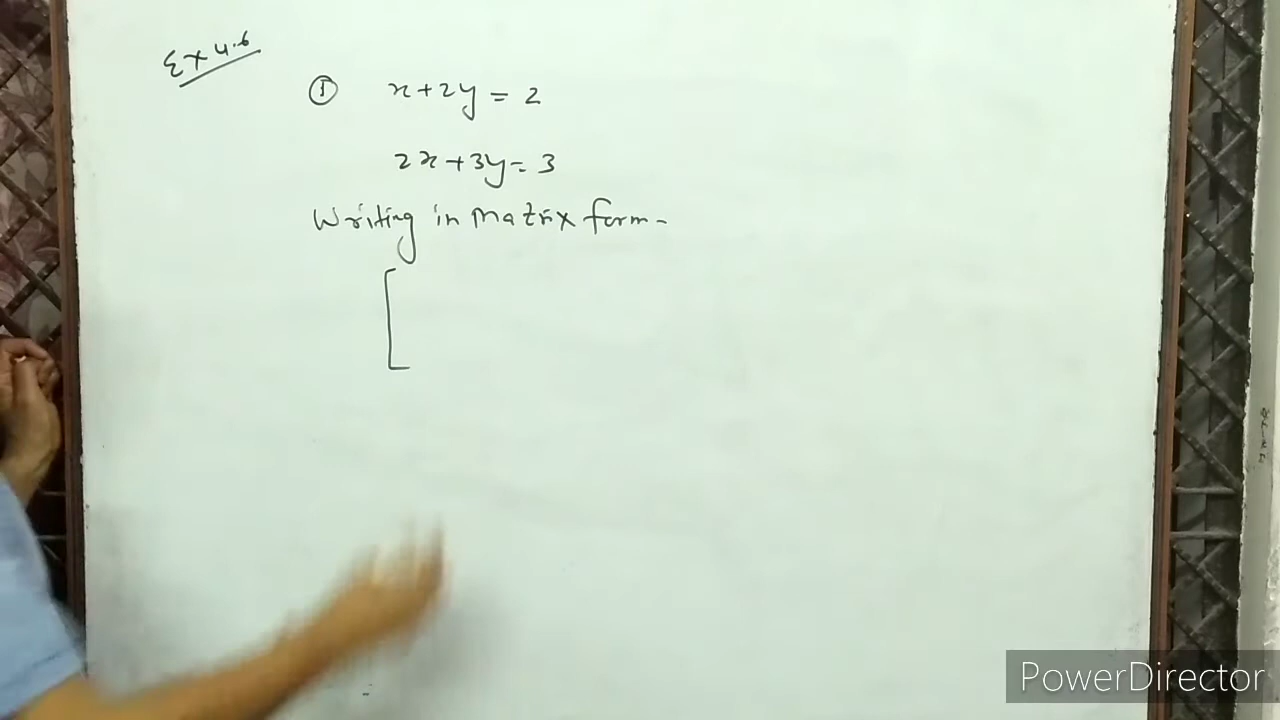 Ex 4.6
① x+2y = 2
2x+3y= 3
Writing in Matrix form-
[
PowerDirector